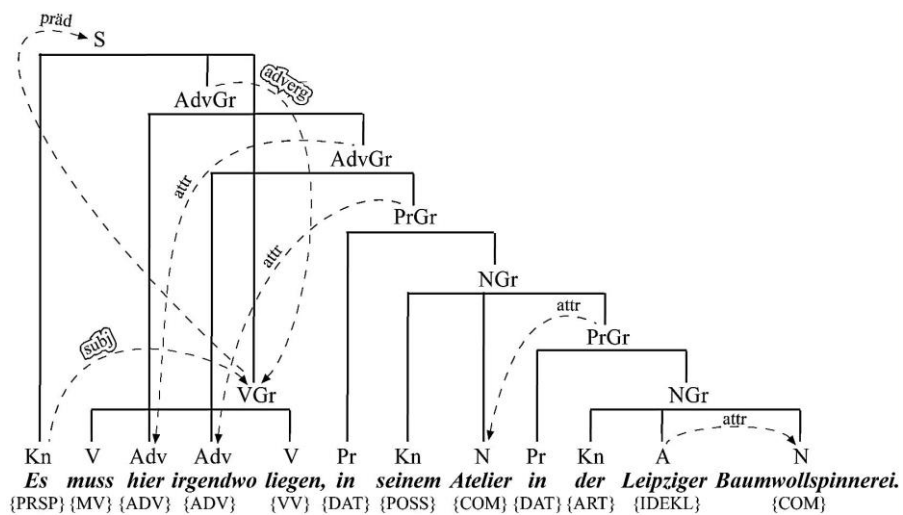 präd
S
adverg
AdvGr
AdvGr
attr
PrGr
attr
NGr
attr
PrGr
subj
VGr
NGr
attr
Kn V Adv Adv V Pr Kn N Pr Kn A N
Es muss hier irgendwo liegen, in seinem Atelier in der Leipziger Baumwollspinnerei.
{PRSP} {MV} {ADV} {ADV} {VV} {DAT} {POSS} {COM} {DAT} {ART} {IDEKL} {COM}